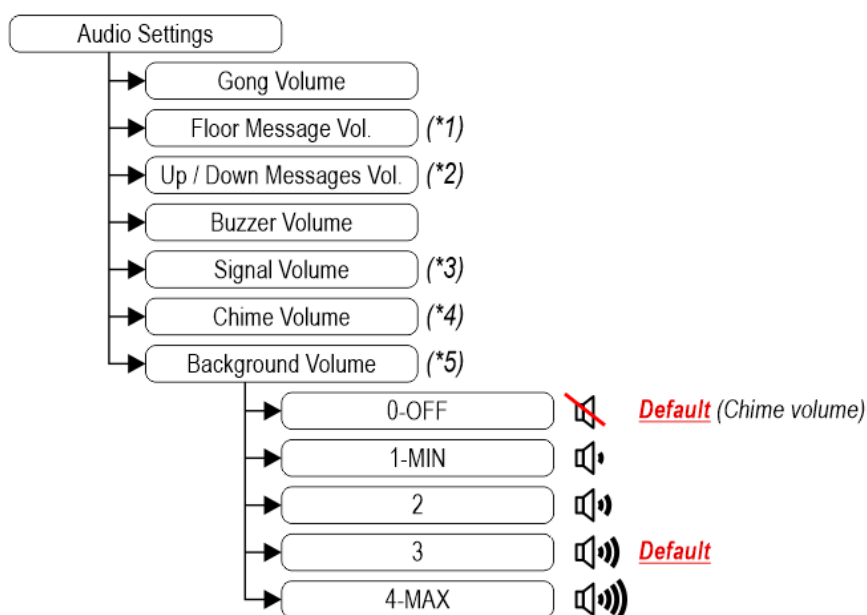 Audio Settings
Gong Volume
Floor Message Vol. (*1)
Up / Down Messages Vol. (*2)
Buzzer Volume
Signal Volume (*3)
Chime Volume (*4)
Background Volume (*5)
0-OFF Default (Chime volume)
1-MIN
2
3 Default
4-MAX